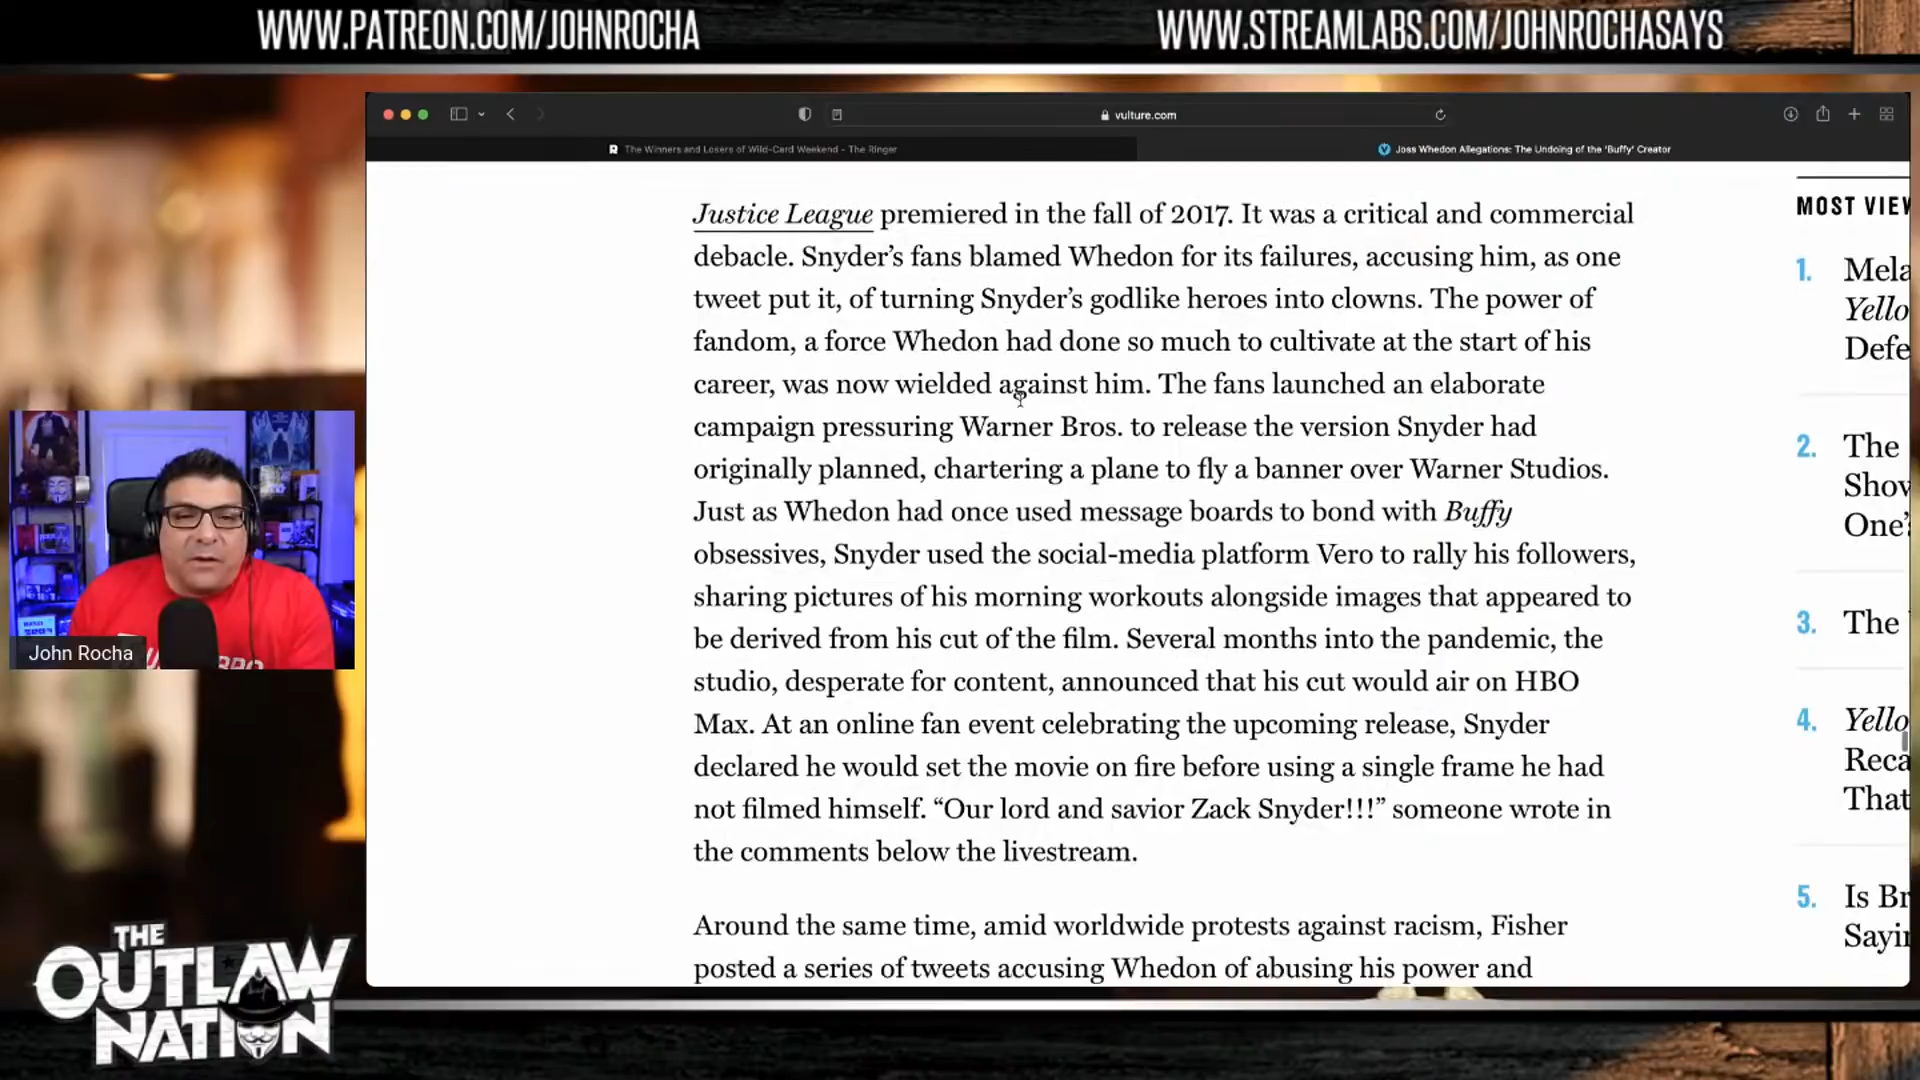 WWW.PATREON.COM/JOHNROCHA
WWW.STREAMLABS.COM/JOHNROCHASAYS
vulture.com
The Winners and Losers of Wild-Card Weekend - The Ringer
Joss Whedon Allegations: The Undoing of the 'Buffy' Creator
Justice League premiered in the fall of 2017. It was a critical and commercial
debacle. Snyder’s fans blamed Whedon for its failures, accusing him, as one
tweet put it, of turning Snyder’s godlike heroes into clowns. The power of
fandom, a force Whedon had done so much to cultivate at the start of his
career, was now wielded against him. The fans launched an elaborate
campaign pressuring Warner Bros. to release the version Snyder had
originally planned, chartering a plane to fly a banner over Warner Studios.
Just as Whedon had once used message boards to bond with Buffy
obsessives, Snyder used the social-media platform Vero to rally his followers,
sharing pictures of his morning workouts alongside images that appeared to
be derived from his cut of the film. Several months into the pandemic, the
studio, desperate for content, announced that his cut would air on HBO
Max. At an online fan event celebrating the upcoming release, Snyder
declared he would set the movie on fire before using a single frame he had
not filmed himself. “Our lord and savior Zack Snyder!!!” someone wrote in
the comments below the livestream.
Around the same time, amid worldwide protests against racism, Fisher
posted a series of tweets accusing Whedon of abusing his power and
MOST VIEW
1. Mela
Yello
Defe
2. The
Shov
One’s
3. The
4. Yello
Reca
That
5. Is Br
Sayin
John Rocha
THE
OUTLAW
NATION